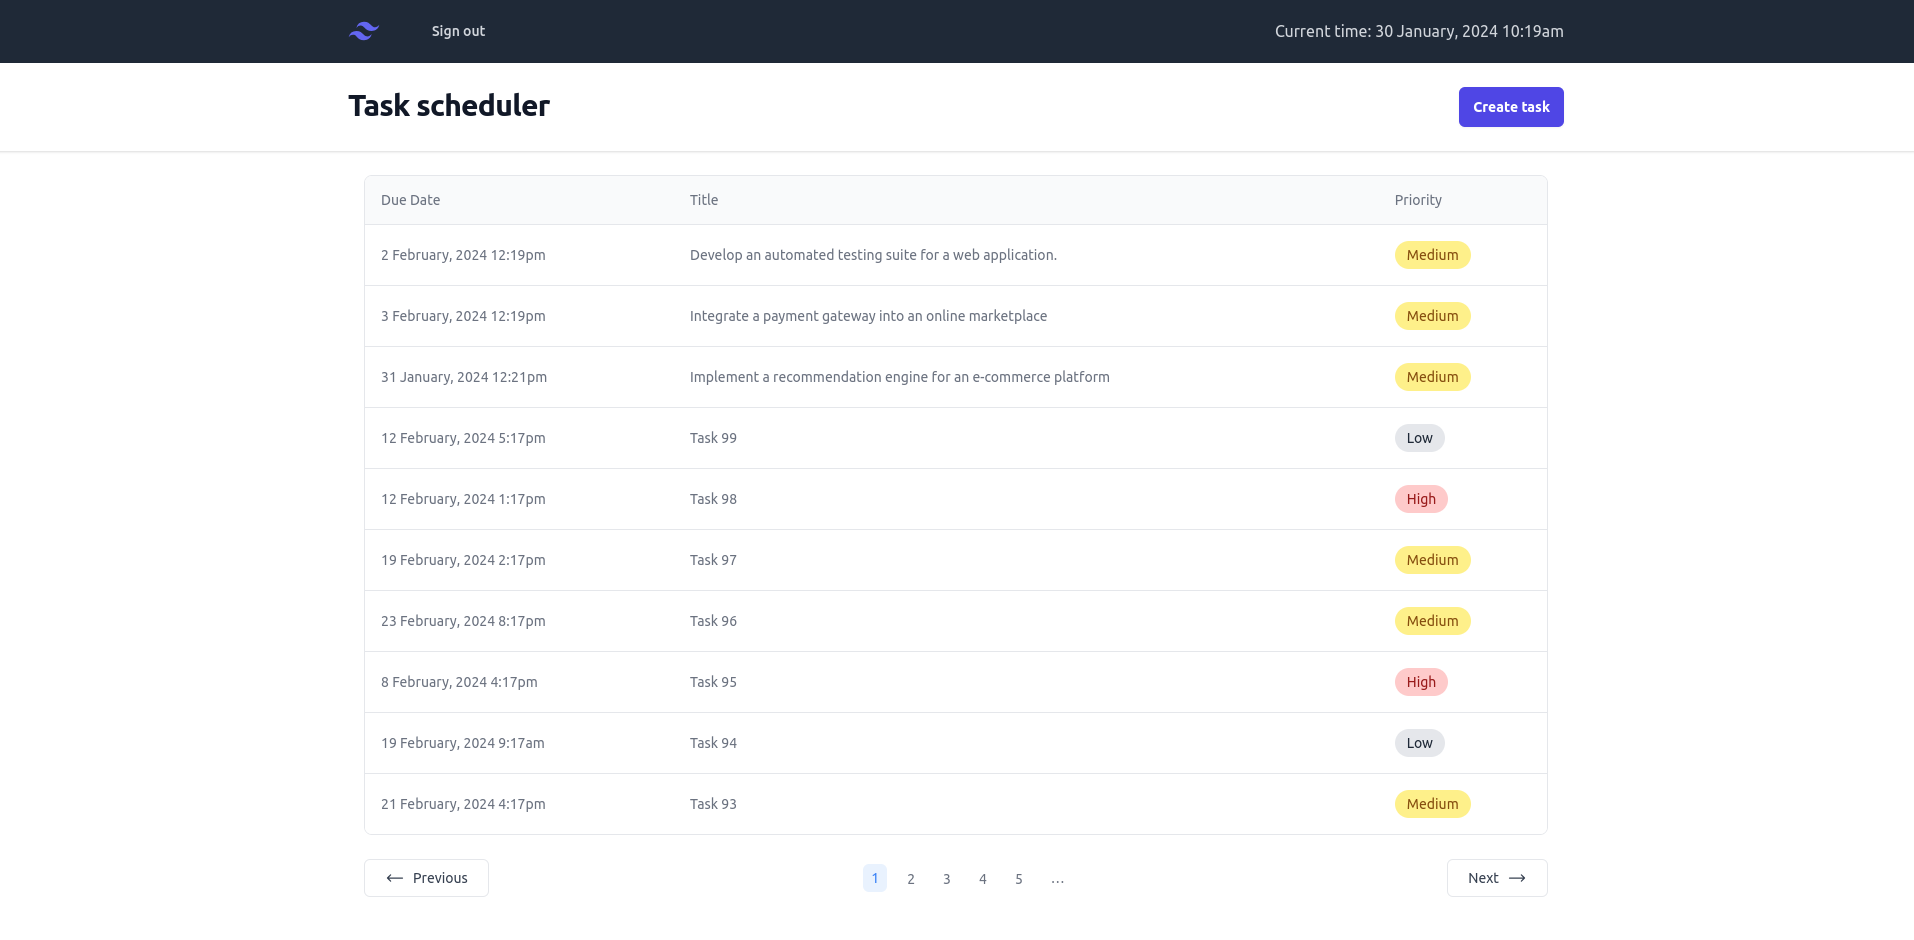 Sign out Current time: 30 January, 2024 10:19am
Task scheduler Create task
Due Date Title Priority
2 February, 2024 12:19pm Develop an automated testing suite for a web application. Medium
3 February, 2024 12:19pm Integrate a payment gateway into an online marketplace Medium
31 January, 2024 12:21pm Implement a recommendation engine for an e-commerce platform Medium
12 February, 2024 5:17pm Task 99 Low
12 February, 2024 1:17pm Task 98 High
19 February, 2024 2:17pm Task 97 Medium
23 February, 2024 8:17pm Task 96 Medium
8 February, 2024 4:17pm Task 95 High
19 February, 2024 9:17am Task 94 Low
21 February, 2024 4:17pm Task 93 Medium
← Previous 1 2 3 4 5 ... Next →